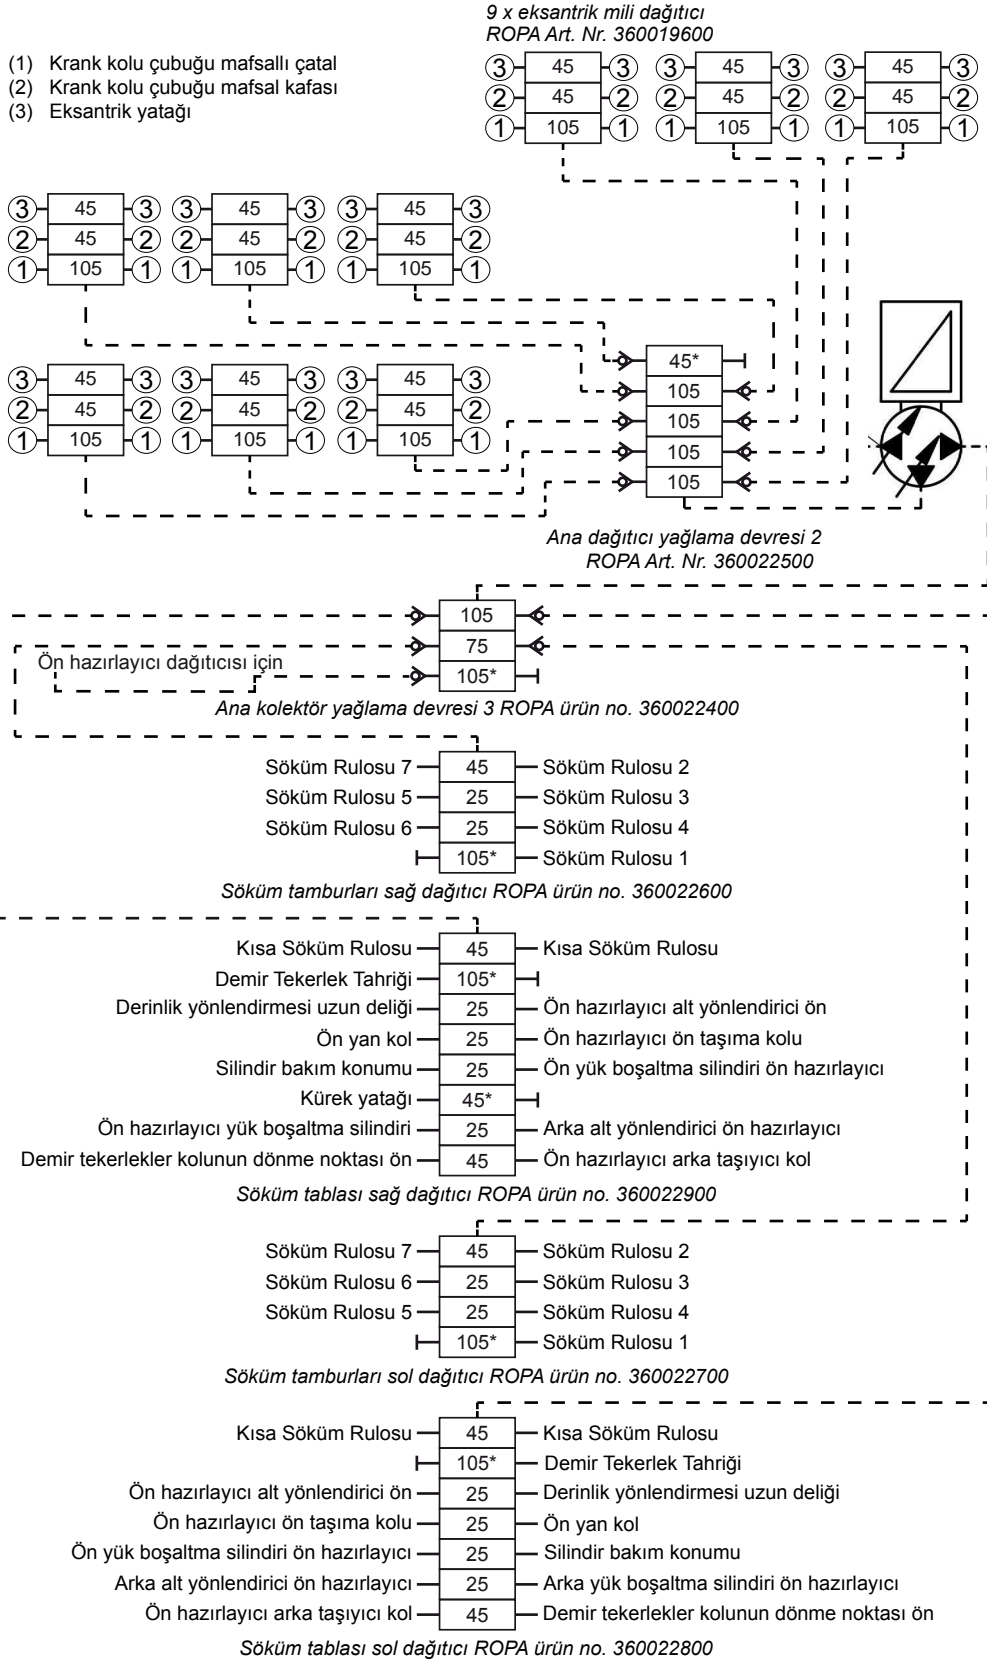 9 x eksantrik mili dağıtıcı
ROPA Art. Nr. 360019600
(1) Krank kolu çubuğu mafsallı çatal
(2) Krank kolu çubuğu mafsal kafası
(3) Eksantrik yatağı
3 45 3 3 45 3 3 45 3
2 45 2 2 45 2 2 45 2
1 105 1 1 105 1 1 105 1
3 45 3 3 45 3 3 45 3
2 45 2 2 45 2 2 45 2
1 105 1 1 105 1 1 105 1
3 45 3 3 45 3 3 45 3
2 45 2 2 45 2 2 45 2
1 105 1 1 105 1 1 105 1
45*
105
105
105
105
Ana dağıtıcı yağlama devresi 2
ROPA Art. Nr. 360022500
105
75
Ön hazırlayıcı dağıtıcısı için
105*
Ana kolektör yağlama devresi 3 ROPA ürün no. 360022400
Söküm Rulosu 7 45 Söküm Rulosu 2
Söküm Rulosu 5 25 Söküm Rulosu 3
Söküm Rulosu 6 25 Söküm Rulosu 4
105* Söküm Rulosu 1
Söküm tamburları sağ dağıtıcı ROPA ürün no. 360022600
Kısa Söküm Rulosu 45 Kısa Söküm Rulosu
Demir Tekerlek Tahriği 105*
Derinlik yönlendirmesi uzun deliği 25 Ön hazırlayıcı alt yönlendirici ön
Ön yan kol 25 Ön hazırlayıcı ön taşıma kolu
Silindir bakım konumu 25 Ön yük boşaltma silindiri ön hazırlayıcı
Kürek yatağı 45*
Ön hazırlayıcı yük boşaltma silindiri 25 Arka alt yönlendirici ön hazırlayıcı
Demir tekerlekler kolunun dönme noktası ön 45 Ön hazırlayıcı arka taşıyıcı kol
Söküm tablası sağ dağıtıcı ROPA ürün no. 360022900
Söküm Rulosu 7 45 Söküm Rulosu 2
Söküm Rulosu 6 25 Söküm Rulosu 3
Söküm Rulosu 5 25 Söküm Rulosu 4
105* Söküm Rulosu 1
Söküm tamburları sol dağıtıcı ROPA ürün no. 360022700
Kısa Söküm Rulosu 45 Kısa Söküm Rulosu
105* Demir Tekerlek Tahriği
Ön hazırlayıcı alt yönlendirici ön 25 Derinlik yönlendirmesi uzun deliği
Ön hazırlayıcı ön taşıma kolu 25 Ön yan kol
Ön yük boşaltma silindiri ön hazırlayıcı 25 Silindir bakım konumu
Arka alt yönlendirici ön hazırlayıcı 25 Arka yük boşaltma silindiri ön hazırlayıcı
Ön hazırlayıcı arka taşıyıcı kol 45 Demir tekerlekler kolunun dönme noktası ön
Söküm tablası sol dağıtıcı ROPA ürün no. 360022800